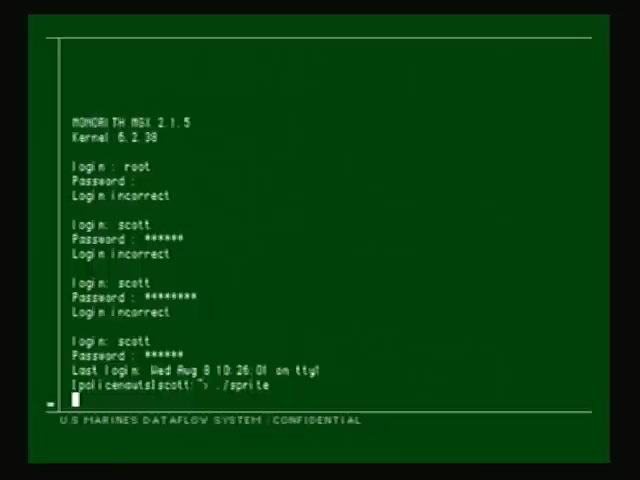 MONORITH MGX 2.1.5
Kernel 6.2.38
login : root
Password :
Login incorrect
login: scott
Password : ******
Login incorrect
login: scott
Password : ********
Login incorrect
login: scott
Password : ******
Last login: Wed Aug 8 10:26:01 on tty1
[policenauts]scott:~> ./sprite
U.S MARINES DATAFLOW SYSTEM : CONFIDENTIAL